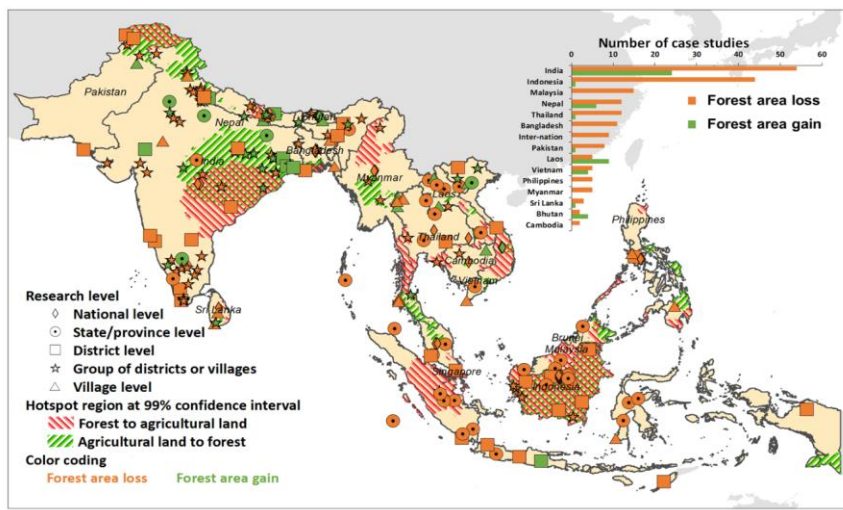 Number of case studies
0 10 20 30 40 50 60
India
Indonesia
Malaysia
Nepal
Thailand
Bangladesh
Inter-nation
Pakistan
Laos
Vietnam
Philippines
Myanmar
Sri Lanka
Bhutan
Cambodia
Forest area loss
Forest area gain
Pakistan
Nepal
Bhutan
Bangladesh
India
Myanmar
Laos
Thailand
Cambodia
Vietnam
Philippines
Sri Lanka
Brunei
Malaysia
Singapore
Indonesia
Research level
National level
State/province level
District level
Group of districts or villages
Village level
Hotspot region at 99% confidence interval
Forest to agricultural land
Agricultural land to forest
Color coding
Forest area loss Forest area gain